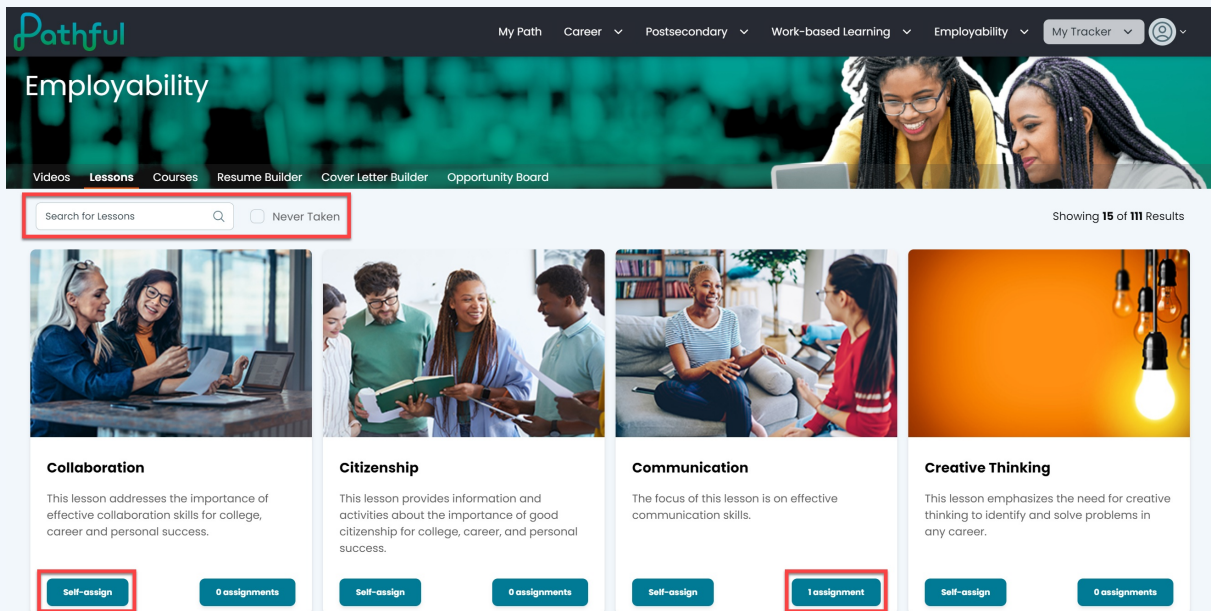 Pathful
My Path Career Postsecondary Work-based Learning Employability My Tracker
Employability
Videos Lessons Courses Resume Builder Cover Letter Builder Opportunity Board
Search for Lessons Never Taken Showing 15 of 111 Results
Collaboration
This lesson addresses the importance of
effective collaboration skills for college,
career and personal success.
Self-assign 0 assignments
Citizenship
This lesson provides information and
activities about the importance of good
citizenship for college, career, and personal
success.
Self-assign 0 assignments
Communication
The focus of this lesson is on effective
communication skills.
Self-assign 1 assignment
Creative Thinking
This lesson emphasizes the need for creative
thinking to identify and solve problems in
any career.
Self-assign 0 assignments